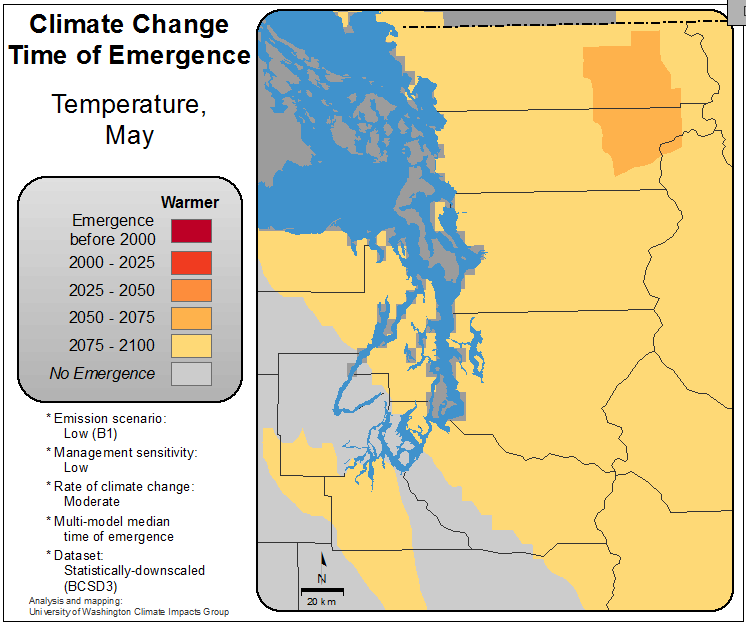 Climate Change
Time of Emergence
Temperature,
May
Warmer
Emergence
before 2000
2000 - 2025
2025 - 2050
2050 - 2075
2075 - 2100
No Emergence
* Emission scenario:
Low (B1)
* Management sensitivity:
Low
* Rate of climate change:
Moderate
* Multi-model median
time of emergence
* Dataset:
Statistically-downscaled
(BCSD3)
Analysis and mapping:
University of Washington Climate Impacts Group
N
20 km